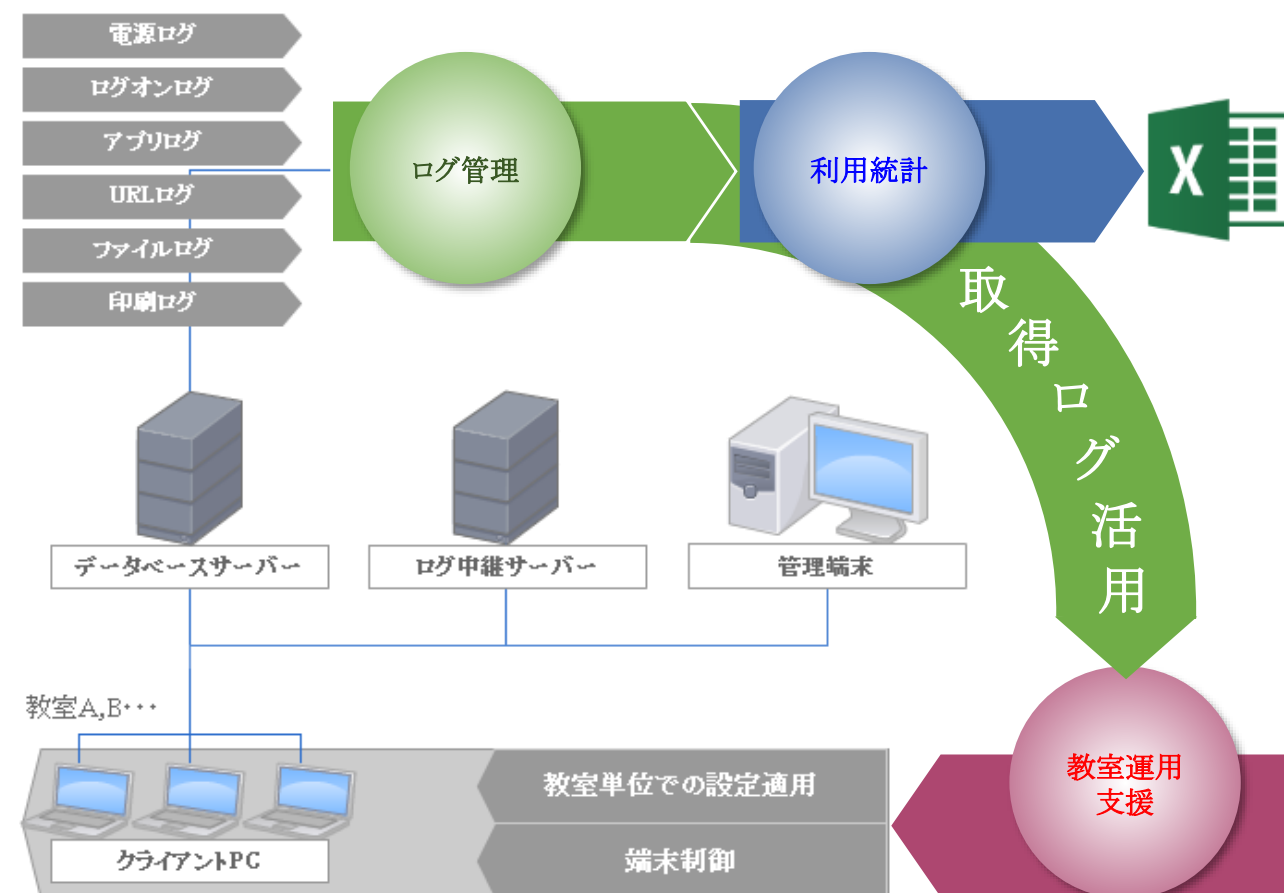 電源ログ
ログオンログ
アプリログ
URLログ
ファイルログ
印刷ログ
ログ管理
利用統計
X
取得ログ活用
データベースサーバー
ログ中継サーバー
管理端末
教室A,B･･･
クライアントPC
教室単位での設定適用
端末制御
教室運用
支援